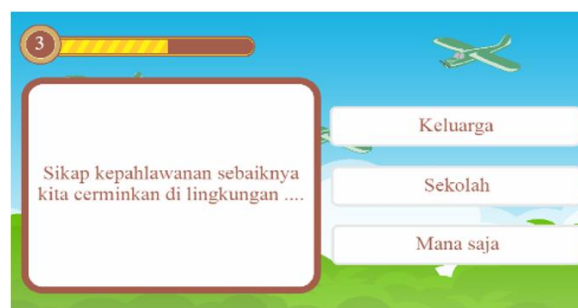 3
Sikap kepahlawanan sebaiknya
kita cerminkan di lingkungan ....
Keluarga
Sekolah
Mana saja